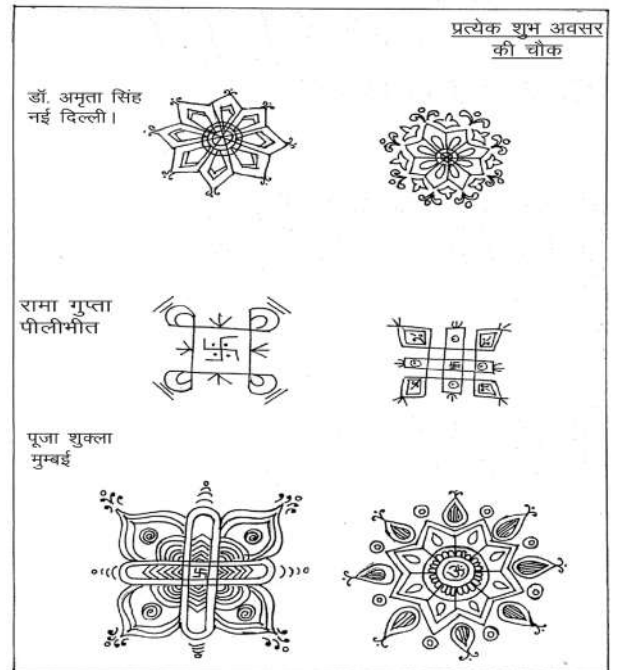 प्रत्येक शुभ अवसर
की चौक
डॉ. अमृता सिंह
नई दिल्ली।
रामा गुप्ता
पीलीभीत
पूजा शुक्ला
मुम्बई
ॐ